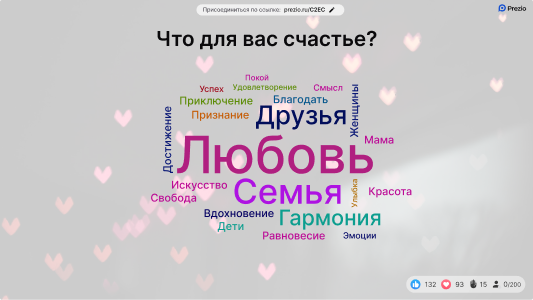 Присоединиться по ссылке: prezio.ru/C2EC
Prezio
Что для вас счастье?
Покой
Успех Удовлетворение Смысл
Приключение Благодать
Женщины
Признание Друзья
Достижение
Любовь
Мама
Искусство Семья
Улыбка
Красота
Свобода
Вдохновение Гармония
Дети
Равновесие Эмоции
132 93 15 0/200